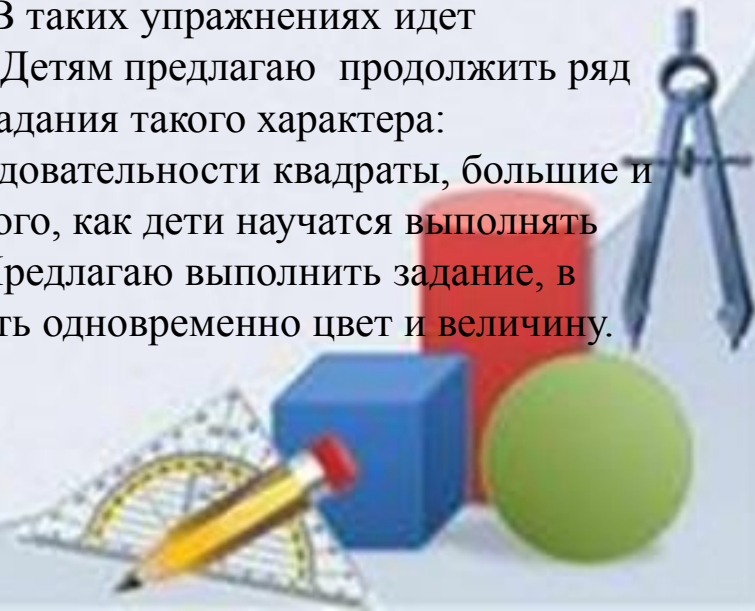 В таких упражнениях идет
Детям предлагаю продолжить ряд
адания такого характера:
довательности квадраты, большие и
ого, как дети научатся выполнять
Предлагаю выполнить задание, в
ть одновременно цвет и величину.